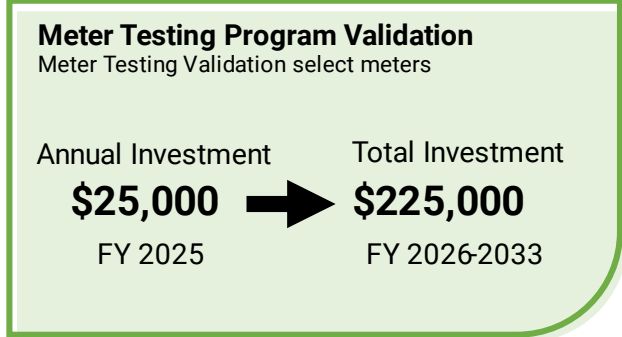 Meter Testing Program Validation
Meter Testing Validation select meters
Annual Investment
$25,000
FY 2025
Total Investment
$225,000
FY 2026-2033